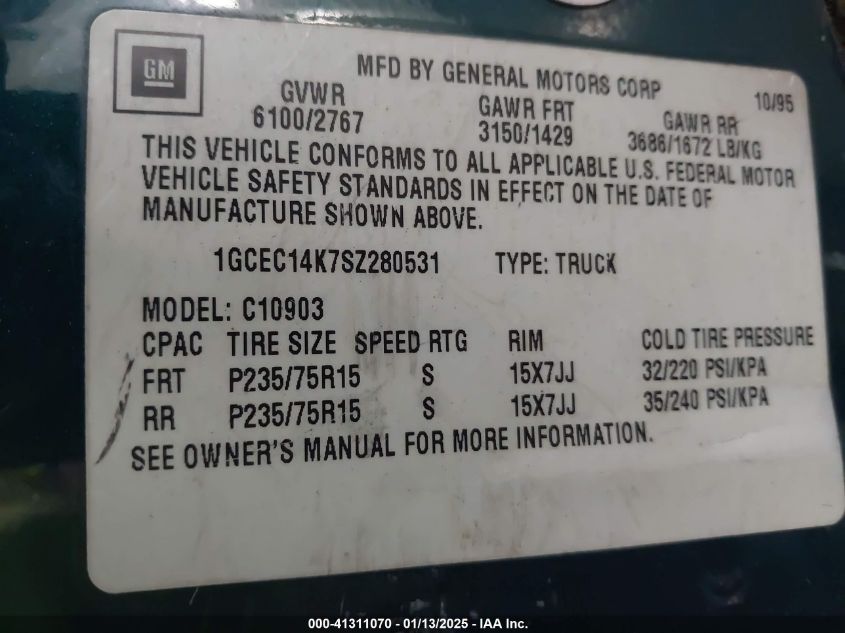 GM
MFD BY GENERAL MOTORS CORP 10/95
GVWR GAWR FRT GAWR RR
6100/2767 3150/1429 3686/1672 LB/KG
THIS VEHICLE CONFORMS TO ALL APPLICABLE U.S. FEDERAL MOTOR
VEHICLE SAFETY STANDARDS IN EFFECT ON THE DATE OF
MANUFACTURE SHOWN ABOVE.
1GCEC14K7SZ280531 TYPE: TRUCK
MODEL: C10903
CPAC TIRE SIZE SPEED RTG RIM COLD TIRE PRESSURE
FRT P235/75R15 S 15X7JJ 32/220 PSI/KPA
RR P235/75R15 S 15X7JJ 35/240 PSI/KPA
SEE OWNER'S MANUAL FOR MORE INFORMATION.
000-41311070 - 01/13/2025 - IAA Inc.